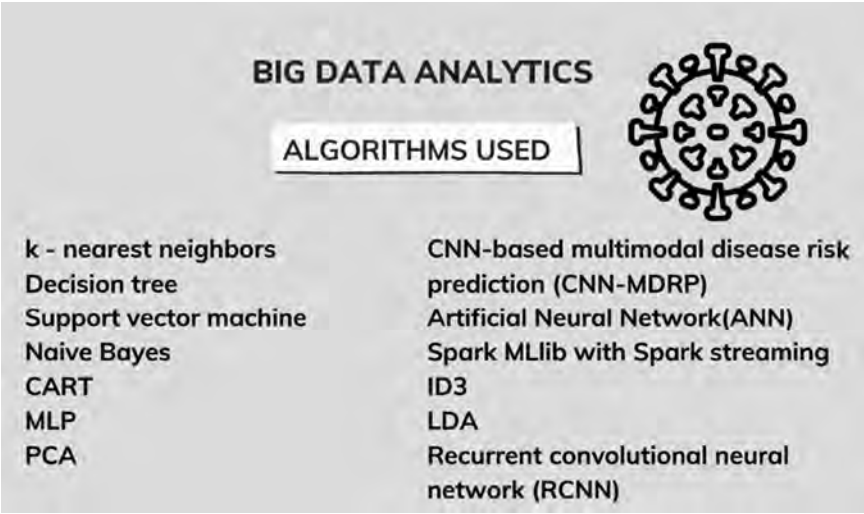 BIG DATA ANALYTICS
ALGORITHMS USED
k - nearest neighbors
Decision tree
Support vector machine
Naive Bayes
CART
MLP
PCA
CNN-based multimodal disease risk
prediction (CNN-MDRP)
Artificial Neural Network(ANN)
Spark MLlib with Spark streaming
ID3
LDA
Recurrent convolutional neural
network (RCNN)